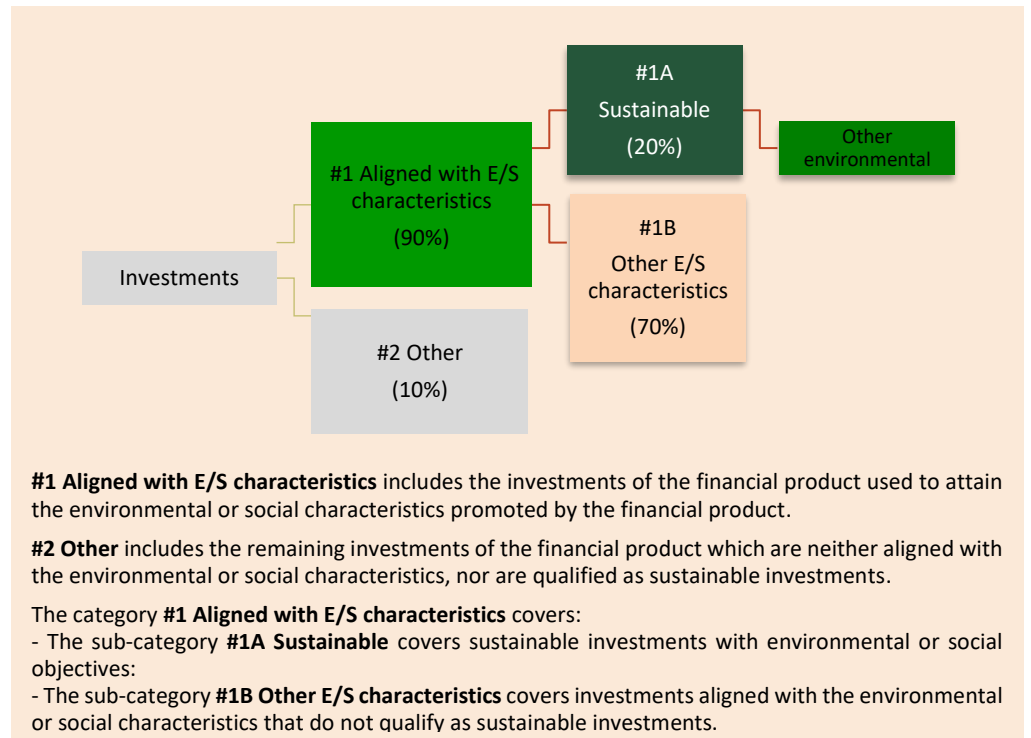 #1A
Sustainable
(20%)
Other
environmental
#1 Aligned with E/S
characteristics
(90%)
#1B
Other E/S
characteristics
(70%)
Investments
#2 Other
(10%)
#1 Aligned with E/S characteristics includes the investments of the financial product used to attain
the environmental or social characteristics promoted by the financial product.
#2 Other includes the remaining investments of the financial product which are neither aligned with
the environmental or social characteristics, nor are qualified as sustainable investments.
The category #1 Aligned with E/S characteristics covers:
- The sub-category #1A Sustainable covers sustainable investments with environmental or social
objectives:
- The sub-category #1B Other E/S characteristics covers investments aligned with the environmental
or social characteristics that do not qualify as sustainable investments.